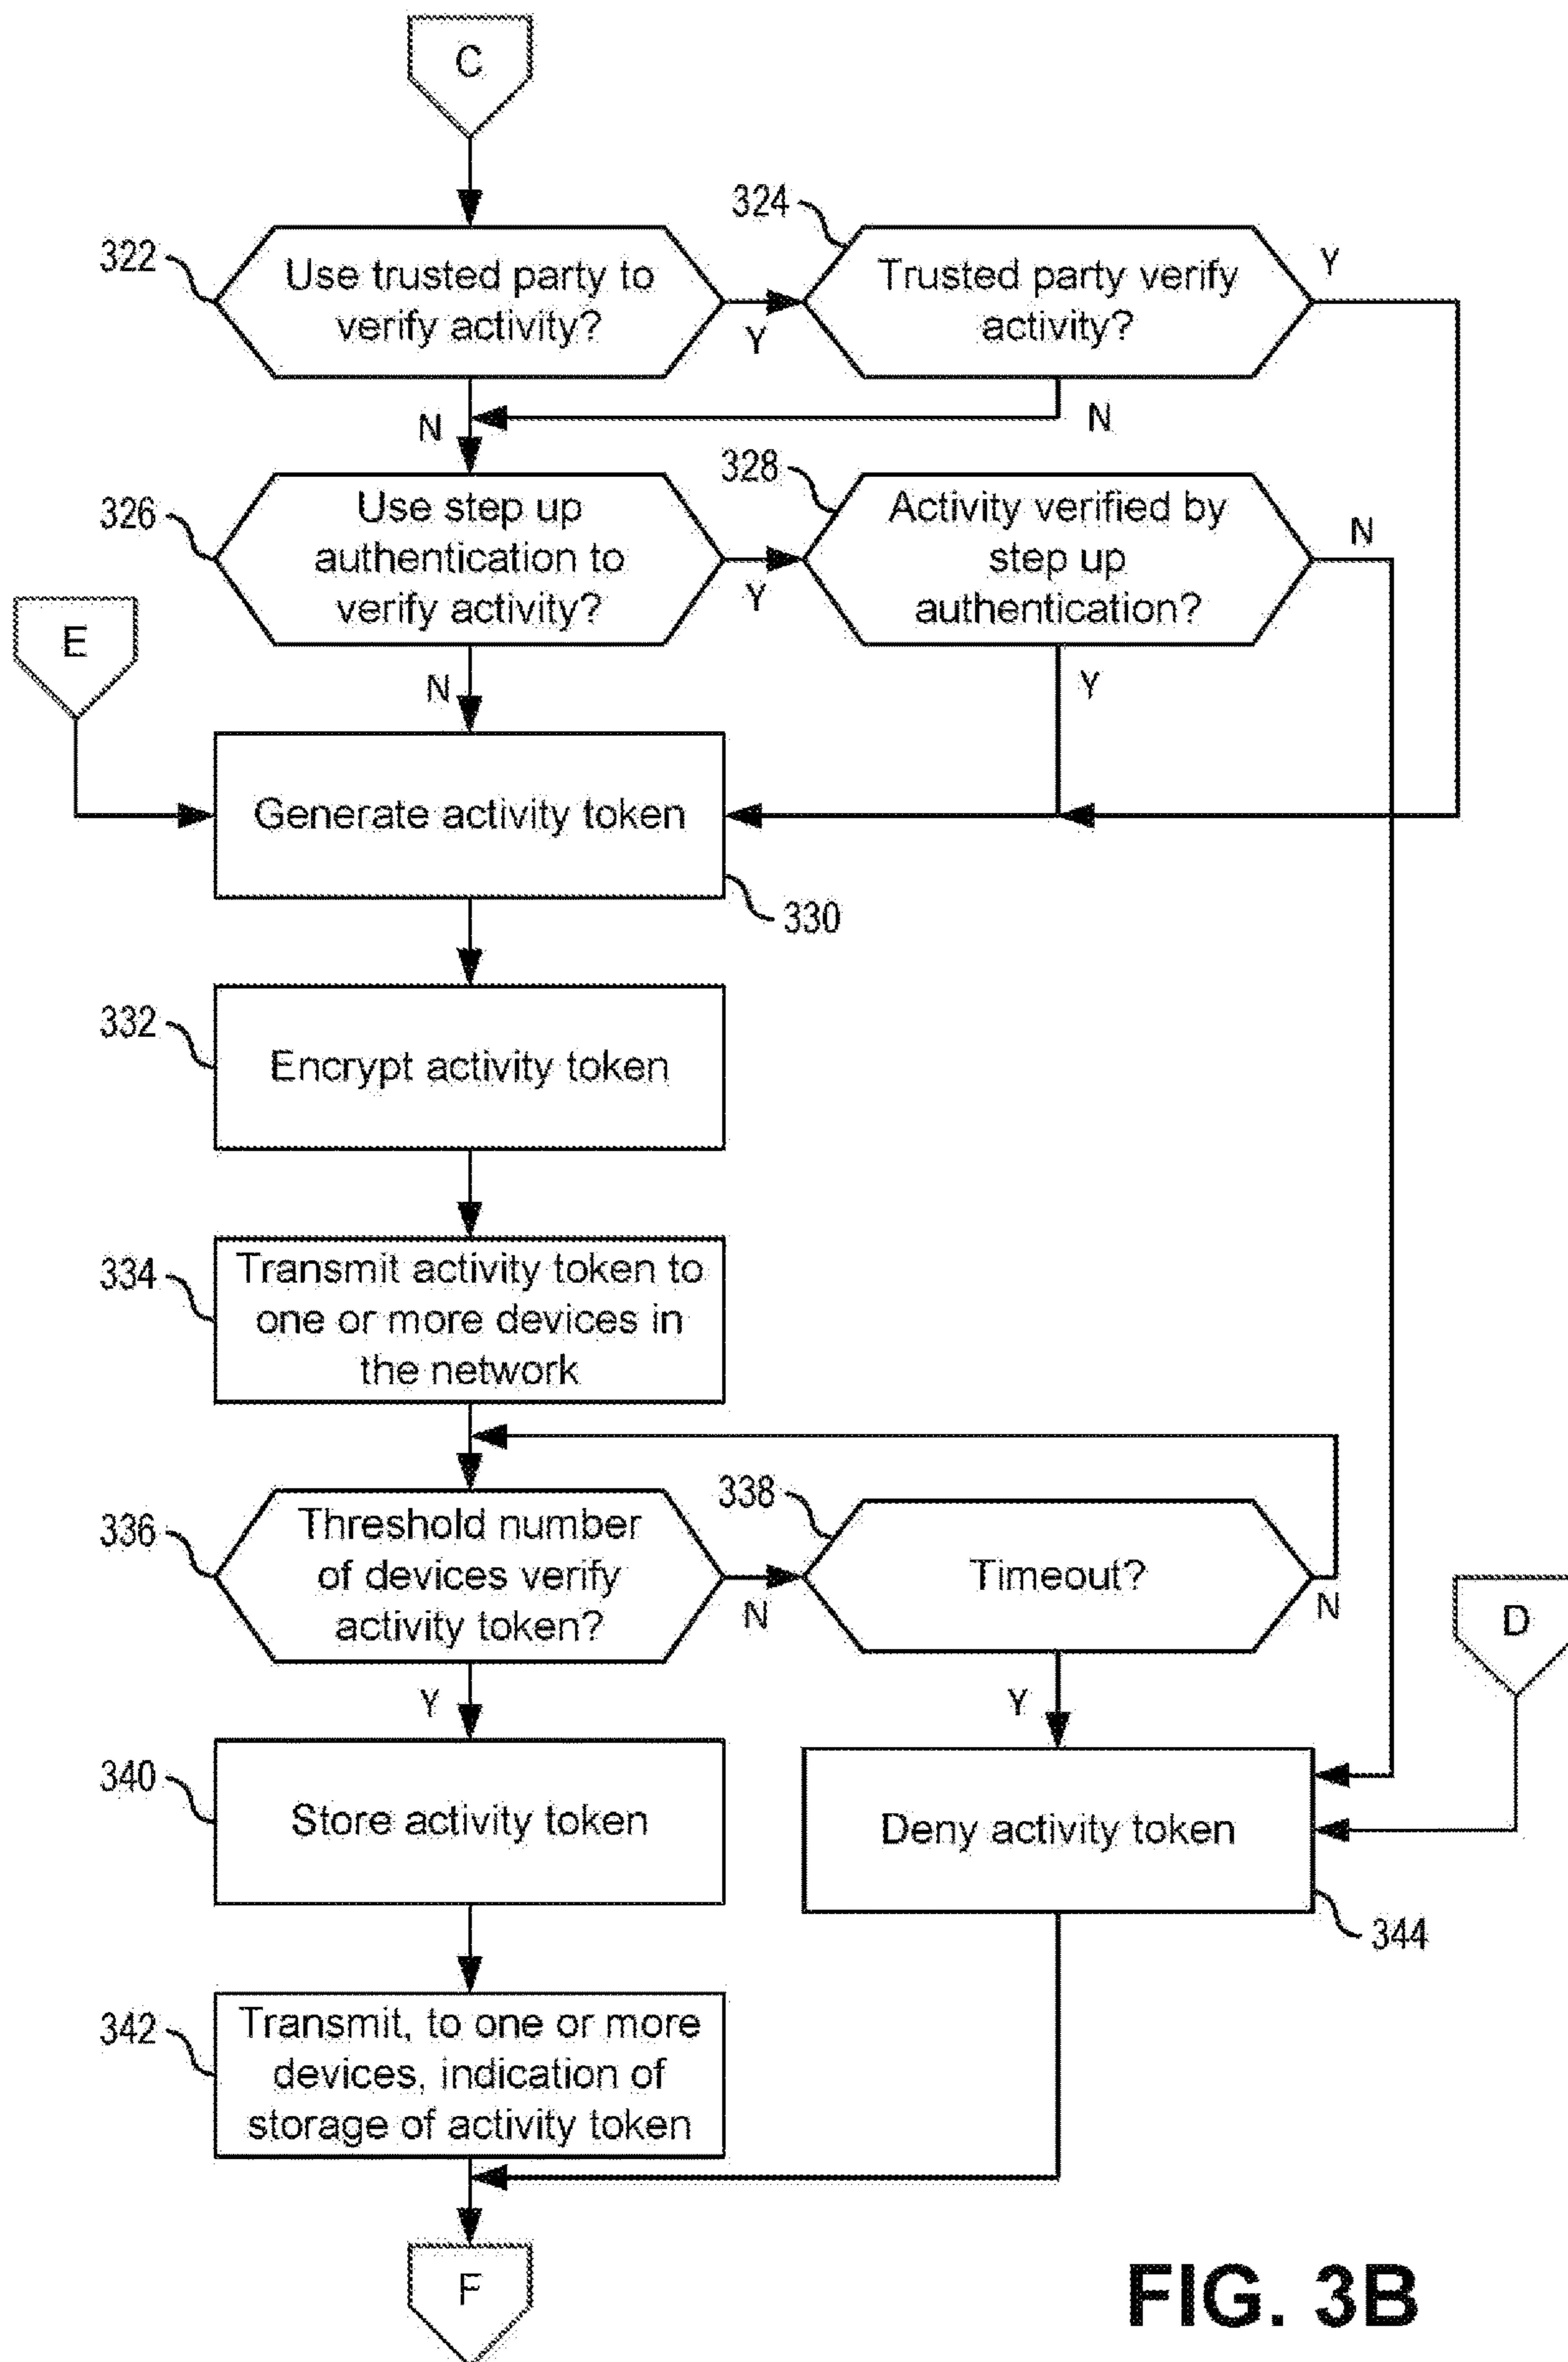 C
324
322
Use trusted party to
verify activity?
Y
Trusted party verify
activity?
Y
N
N
328
326
Use step up
authentication to
verify activity?
Y
Activity verified by
step up
authentication?
N
E
N
Y
Generate activity token
330
332
Encrypt activity token
334
Transmit activity token to
one or more devices in
the network
338
336
Threshold number
of devices verify
activity token?
N
Timeout?
N
D
Y
Y
340
Store activity token
Deny activity token
344
342
Transmit, to one or more
devices, indication of
storage of activity token
F
FIG. 3B